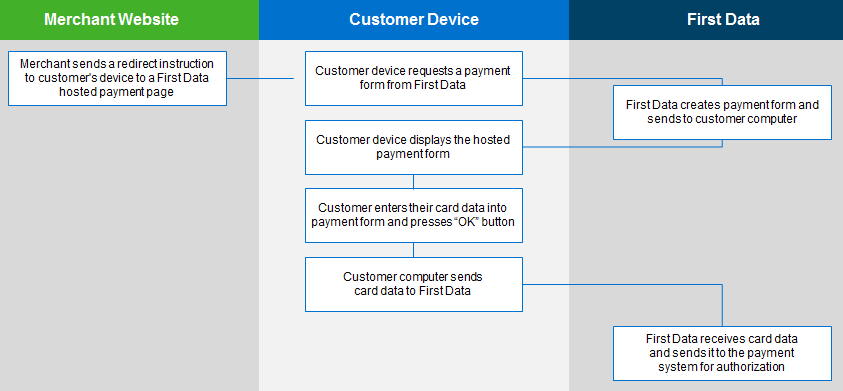 Merchant Website
Customer Device
First Data
Merchant sends a redirect instruction
to customer's device to a First Data
hosted payment page
Customer device requests a payment
form from First Data
First Data creates payment form and
sends to customer computer
Customer device displays the hosted
payment form
Customer enters their card data into
payment form and presses “OK” button
Customer computer sends
card data to First Data
First Data receives card data
and sends it to the payment
system for authorization